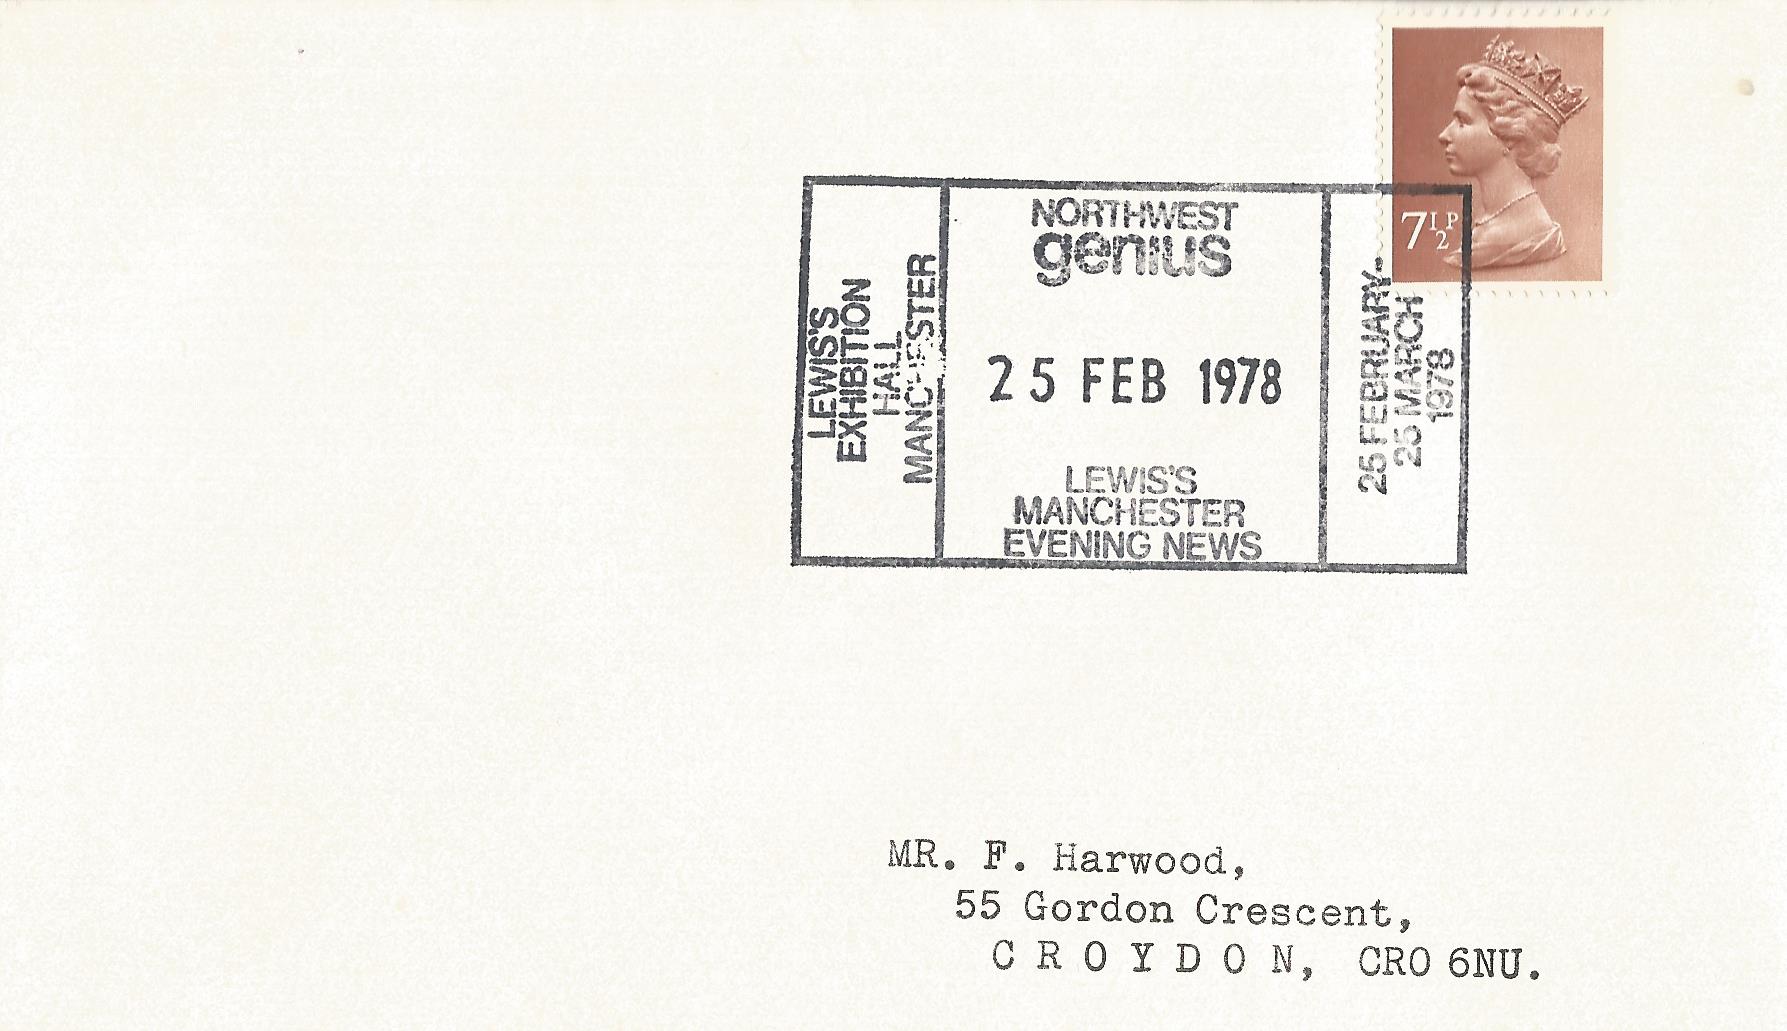 7½P
NORTHWEST
genius
25 FEB 1978
LEWIS'S
MANCHESTER
EVENING NEWS
LEWIS'S
EXHIBITION
HALL
MANCHESTER
25 FEBRUARY-
25 MARCH
1978
MR. F. Harwood,
55 Gordon Crescent,
C R O Y D O N, CRO 6NU.